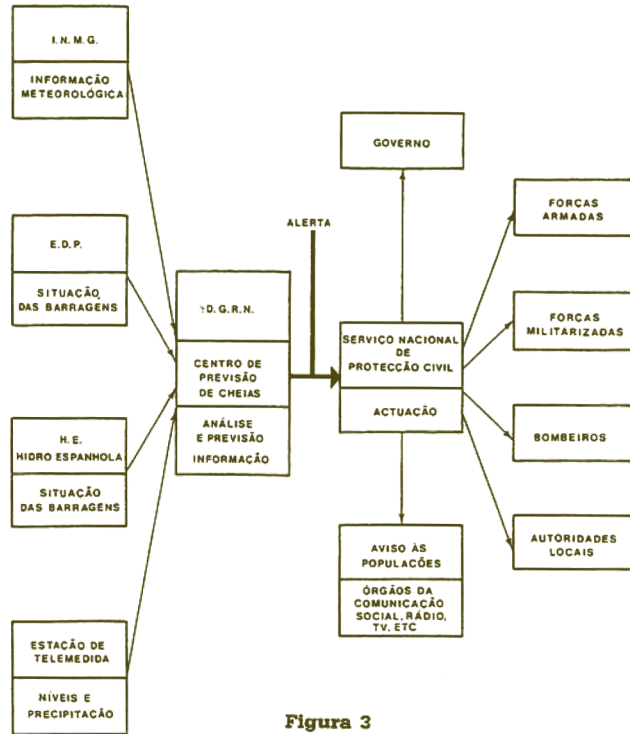 I.N.M.G.
INFORMAÇÃO
METEOROLÓGICA
E.D.P.
SITUAÇÃO
DAS BARRAGENS
H.E.
HIDRO ESPANHOLA
SITUAÇÃO
DAS BARRAGENS
ESTAÇÃO DE
TELEMEDIDA
NÍVEIS E
PRECIPITAÇÃO
D.G.R.N.
CENTRO DE
PREVISÃO
DE CHEIAS
ANÁLISE
E PREVISÃO
INFORMAÇÃO
ALERTA
GOVERNO
SERVIÇO NACIONAL
DE
PROTECÇÃO CIVIL
ACTUAÇÃO
AVISO ÀS
POPULAÇÕES
ÓRGÃOS DA
COMUNICAÇÃO
SOCIAL, RÁDIO,
TV, ETC
FORÇAS
ARMADAS
FORÇAS
MILITARIZADAS
BOMBEIROS
AUTORIDADES
LOCAIS
Figura 3